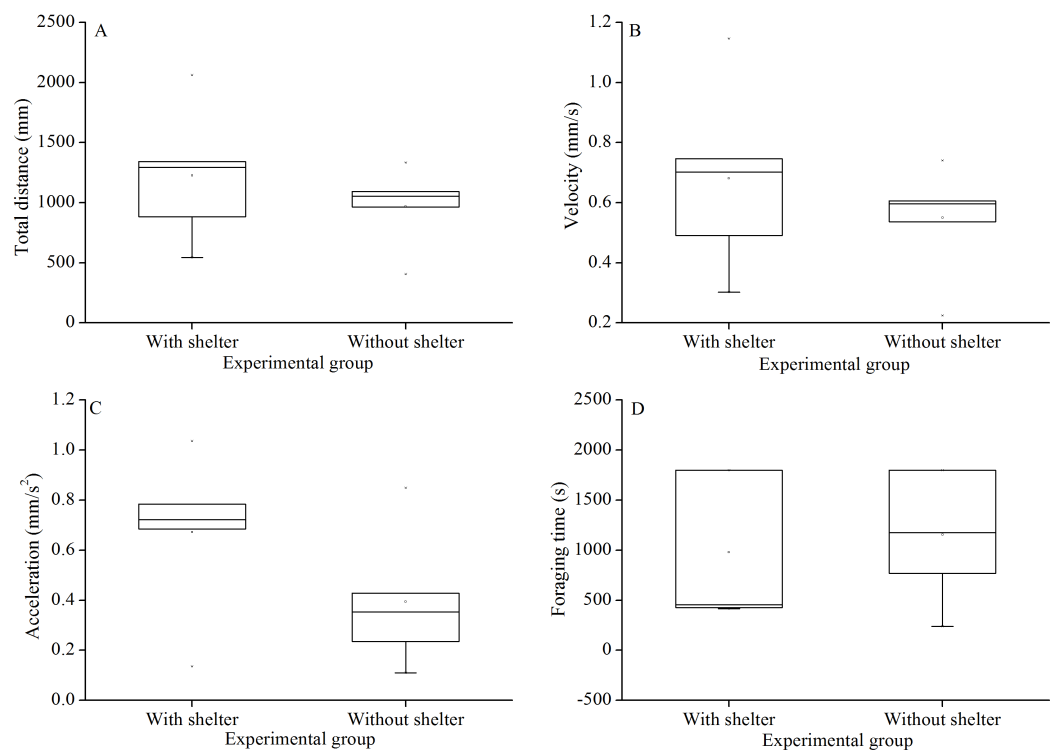 A
Total distance (mm)
2500
2000
1500
1000
500
0
With shelter
Without shelter
Experimental group
B
Velocity (mm/s)
1.2
1.0
0.8
0.6
0.4
0.2
With shelter
Without shelter
Experimental group
C
Acceleration (mm/s²)
1.2
1.0
0.8
0.6
0.4
0.2
0.0
With shelter
Without shelter
Experimental group
D
Foraging time (s)
2500
2000
1500
1000
500
0
-500
With shelter
Without shelter
Experimental group